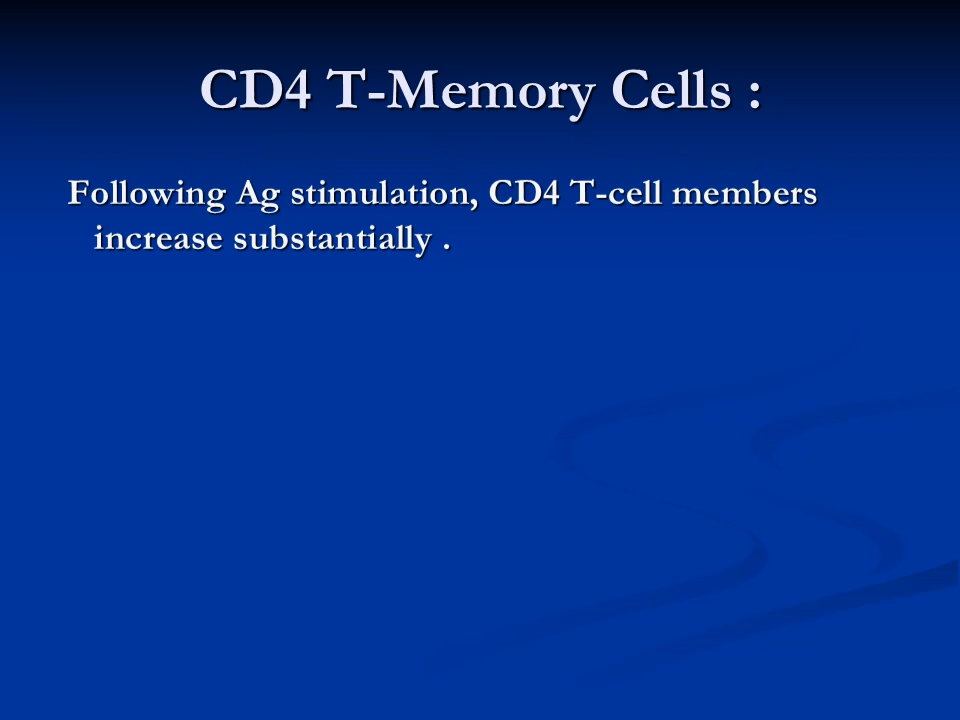 CD4 T-Memory Cells :
Following Ag stimulation, CD4 T-cell members
increase substantially .